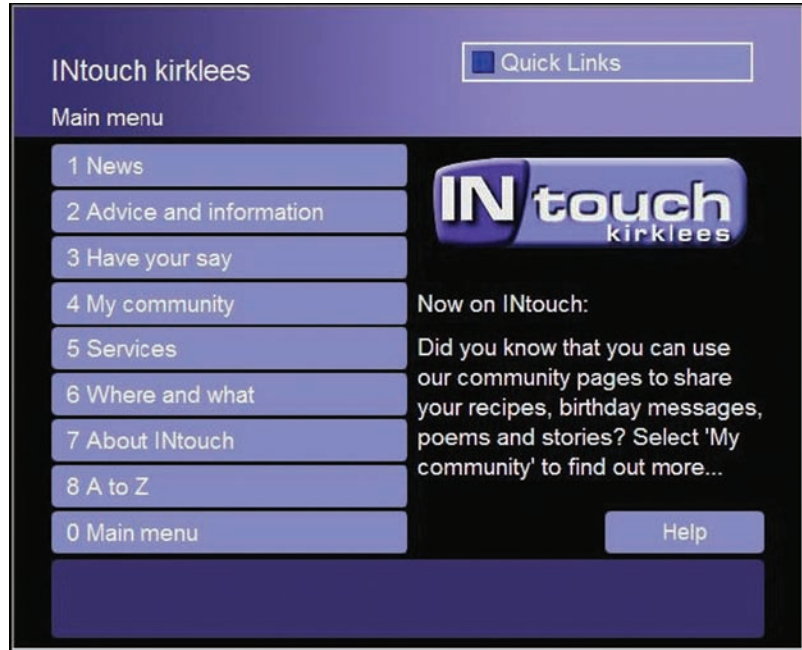 INtouch kirklees
Quick Links
Main menu
1 News
2 Advice and information
3 Have your say
4 My community
5 Services
6 Where and what
7 About INtouch
8 A to Z
0 Main menu
INtouch
kirklees
Now on INtouch:
Did you know that you can use
our community pages to share
your recipes, birthday messages,
poems and stories? Select 'My
community' to find out more...
Help